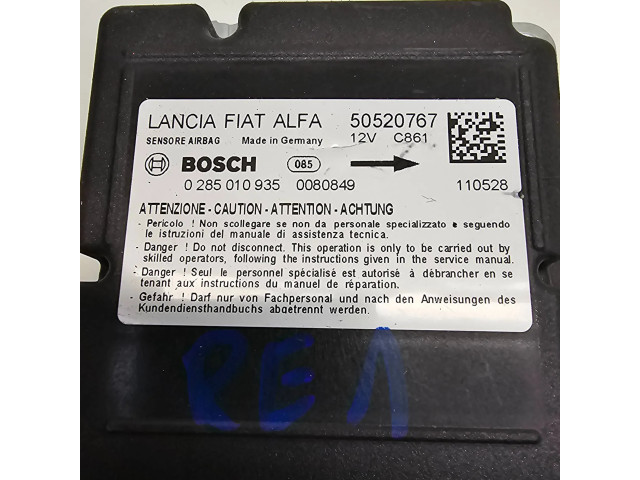 LANCIA FIAT ALFA 50520767
SENSORE AIRBAG Made in Germany 12V C861
BOSCH 085
0 285 010 935 0080849 110528
ATTENZIONE - CAUTION - ATTENTION - ACHTUNG
- Pericolo ! Non scollegare se non da personale specializzato e seguendo
le istruzioni del manuale di assistenza tecnica.
- Danger ! Do not disconnect. This operation is only to be carried out by
skilled operators, following the instructions given in the service manual.
- Danger ! Seul le personnel spécialisé est autorisé à débrancher en se
tenant aux instructions du manuel de réparation.
- Gefahr ! Darf nur von Fachpersonal und nach den Anweisungen des
Kundendiensthandbuchs abgetrennt werden.
PE1